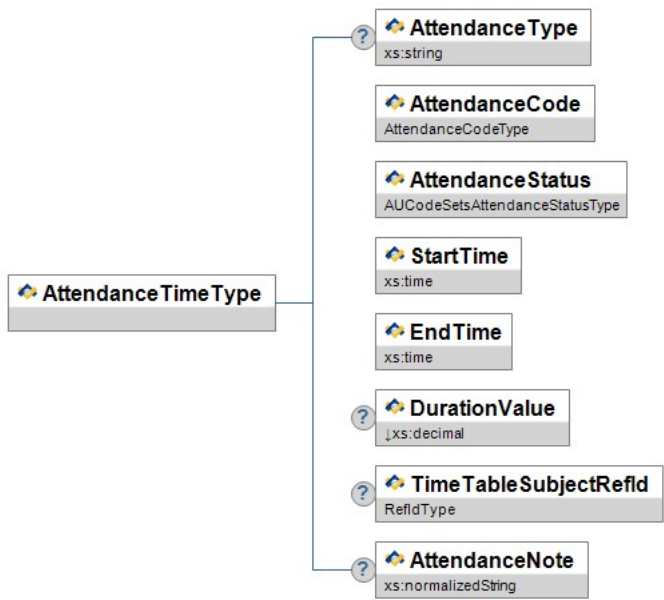 ?
AttendanceType
xs:string
AttendanceCode
AttendanceCodeType
AttendanceStatus
AUCodeSetsAttendanceStatusType
StartTime
xs:time
AttendanceTimeType
EndTime
xs:time
?
DurationValue
↓xs:decimal
?
TimeTableSubjectRefId
RefIdType
?
AttendanceNote
xs:normalizedString